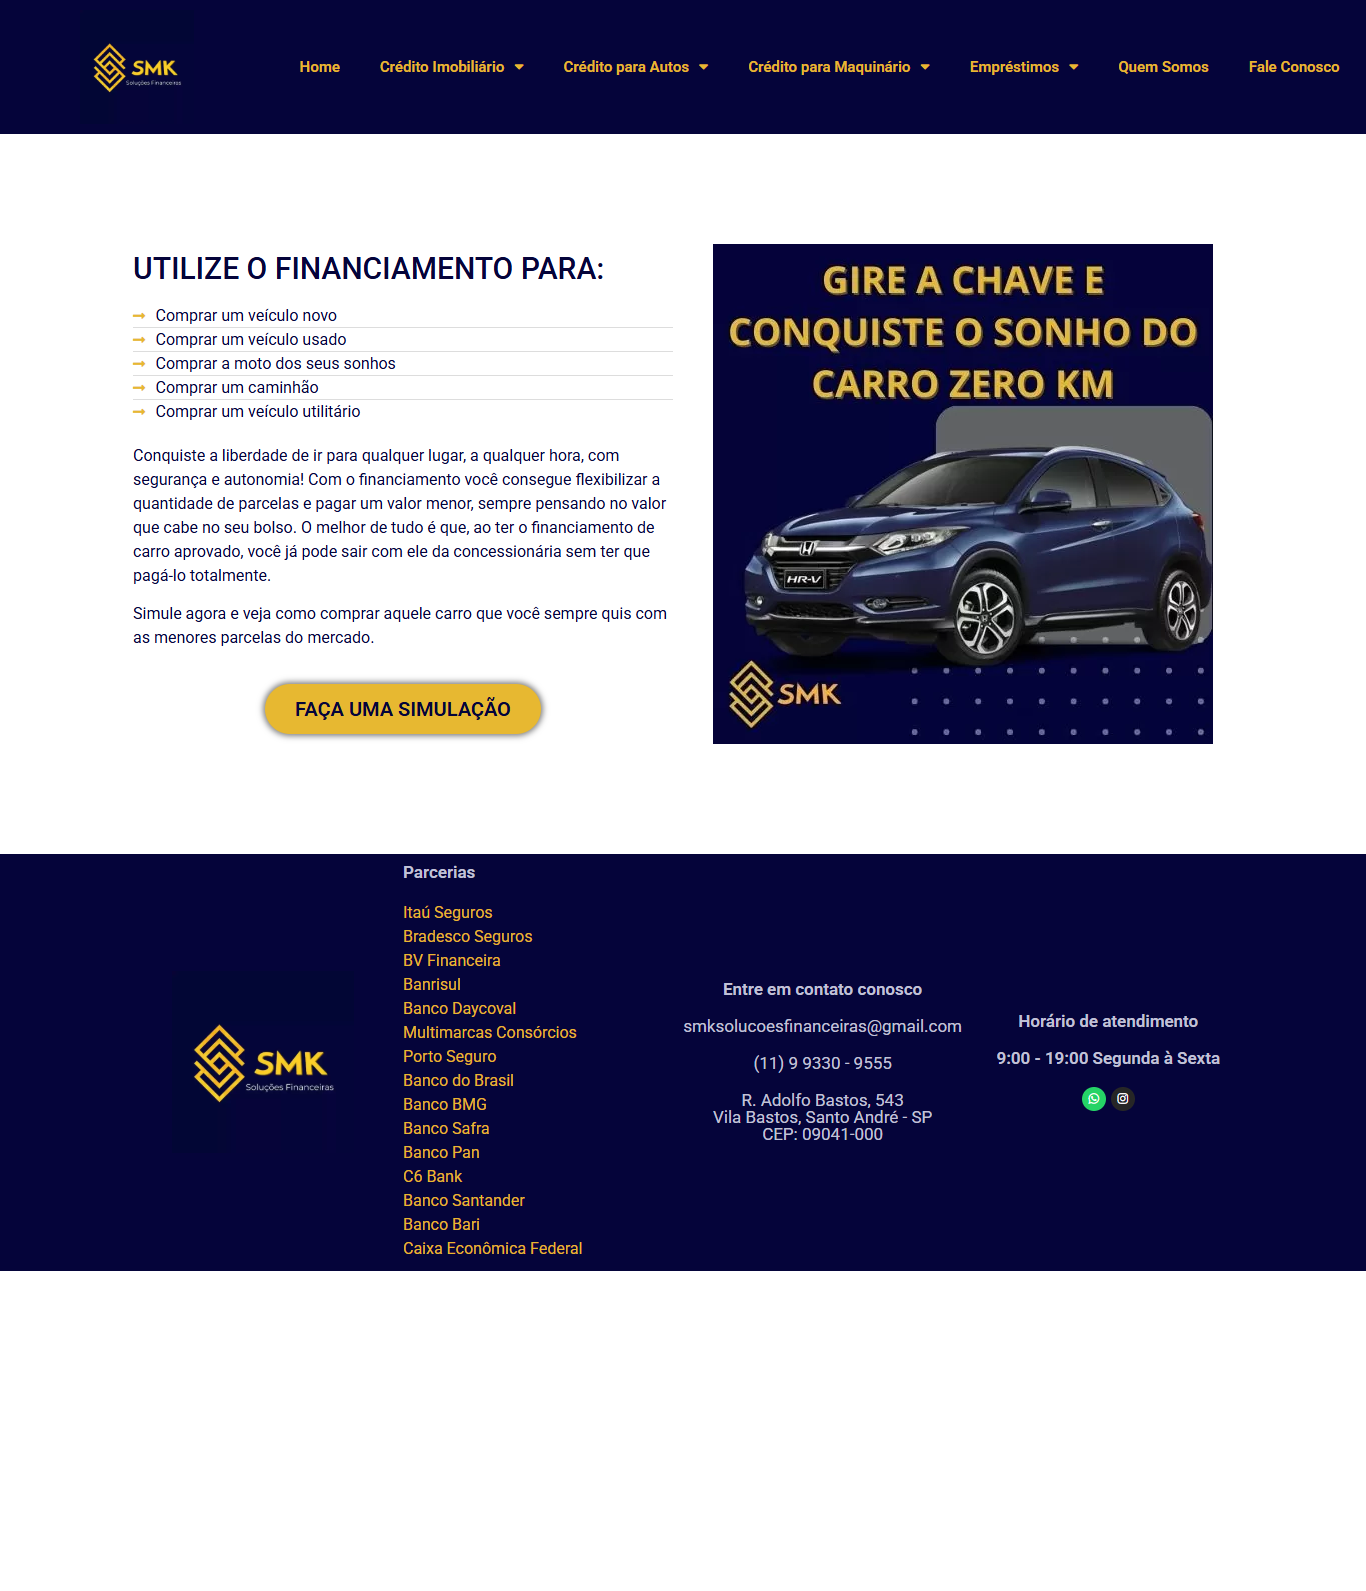 SMK
Soluções Financeiras
Home
Crédito Imobiliário
Crédito para Autos
Crédito para Maquinário
Empréstimos
Quem Somos
Fale Conosco
UTILIZE O FINANCIAMENTO PARA:
Comprar um veículo novo
Comprar um veículo usado
Comprar a moto dos seus sonhos
Comprar um caminhão
Comprar um veículo utilitário
Conquiste a liberdade de ir para qualquer lugar, a qualquer hora, com
segurança e autonomia! Com o financiamento você consegue flexibilizar a
quantidade de parcelas e pagar um valor menor, sempre pensando no valor
que cabe no seu bolso. O melhor de tudo é que, ao ter o financiamento de
carro aprovado, você já pode sair com ele da concessionária sem ter que
pagá-lo totalmente.
Simule agora e veja como comprar aquele carro que você sempre quis com
as menores parcelas do mercado.
FAÇA UMA SIMULAÇÃO
GIRE A CHAVE E
CONQUISTE O SONHO DO
CARRO ZERO KM
HR-V
SMK
SMK
Soluções Financeiras
Parcerias
Itaú Seguros
Bradesco Seguros
BV Financeira
Banrisul
Banco Daycoval
Multimarcas Consórcios
Porto Seguro
Banco do Brasil
Banco BMG
Banco Safra
Banco Pan
C6 Bank
Banco Santander
Banco Bari
Caixa Econômica Federal
Entre em contato conosco
smksolucoesfinanceiras@gmail.com
(11) 9 9330 - 9555
R. Adolfo Bastos, 543
Vila Bastos, Santo André - SP
CEP: 09041-000
Horário de atendimento
9:00 - 19:00 Segunda à Sexta